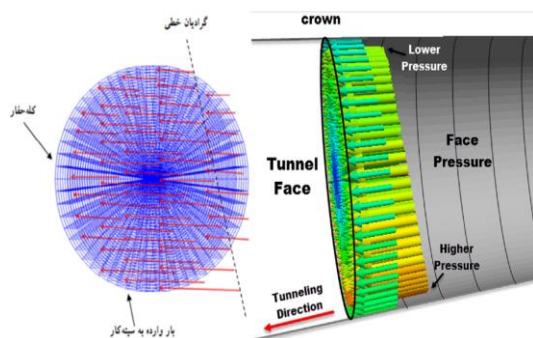 گرادیان خطی
کله‌حفار
بار وارده به سینه‌کار
crown
Lower
Pressure
Tunnel
Face
Face
Pressure
Higher
Pressure
Tunneling
Direction